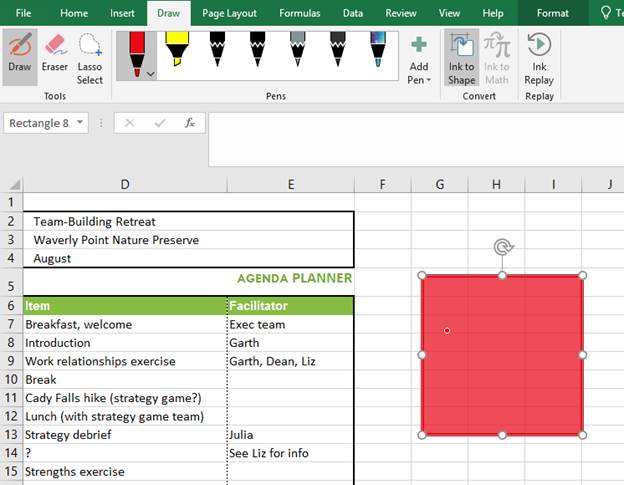 File Home Insert Draw Page Layout Formulas Data Review View Help Format
Draw Eraser Lasso Select
Add Pen
Ink to Shape
Ink to Math
Ink Replay
Tools Pens Convert Replay
Rectangle 8 fx
D E F G H I J
1
2 Team-Building Retreat
3 Waverly Point Nature Preserve
4 August
5 AGENDA PLANNER
6 Item Facilitator
7 Breakfast, welcome Exec team
8 Introduction Garth
9 Work relationships exercise Garth, Dean, Liz
10 Break
11 Cady Falls hike (strategy game?)
12 Lunch (with strategy game team)
13 Strategy debrief Julia
14 ? See Liz for info
15 Strengths exercise